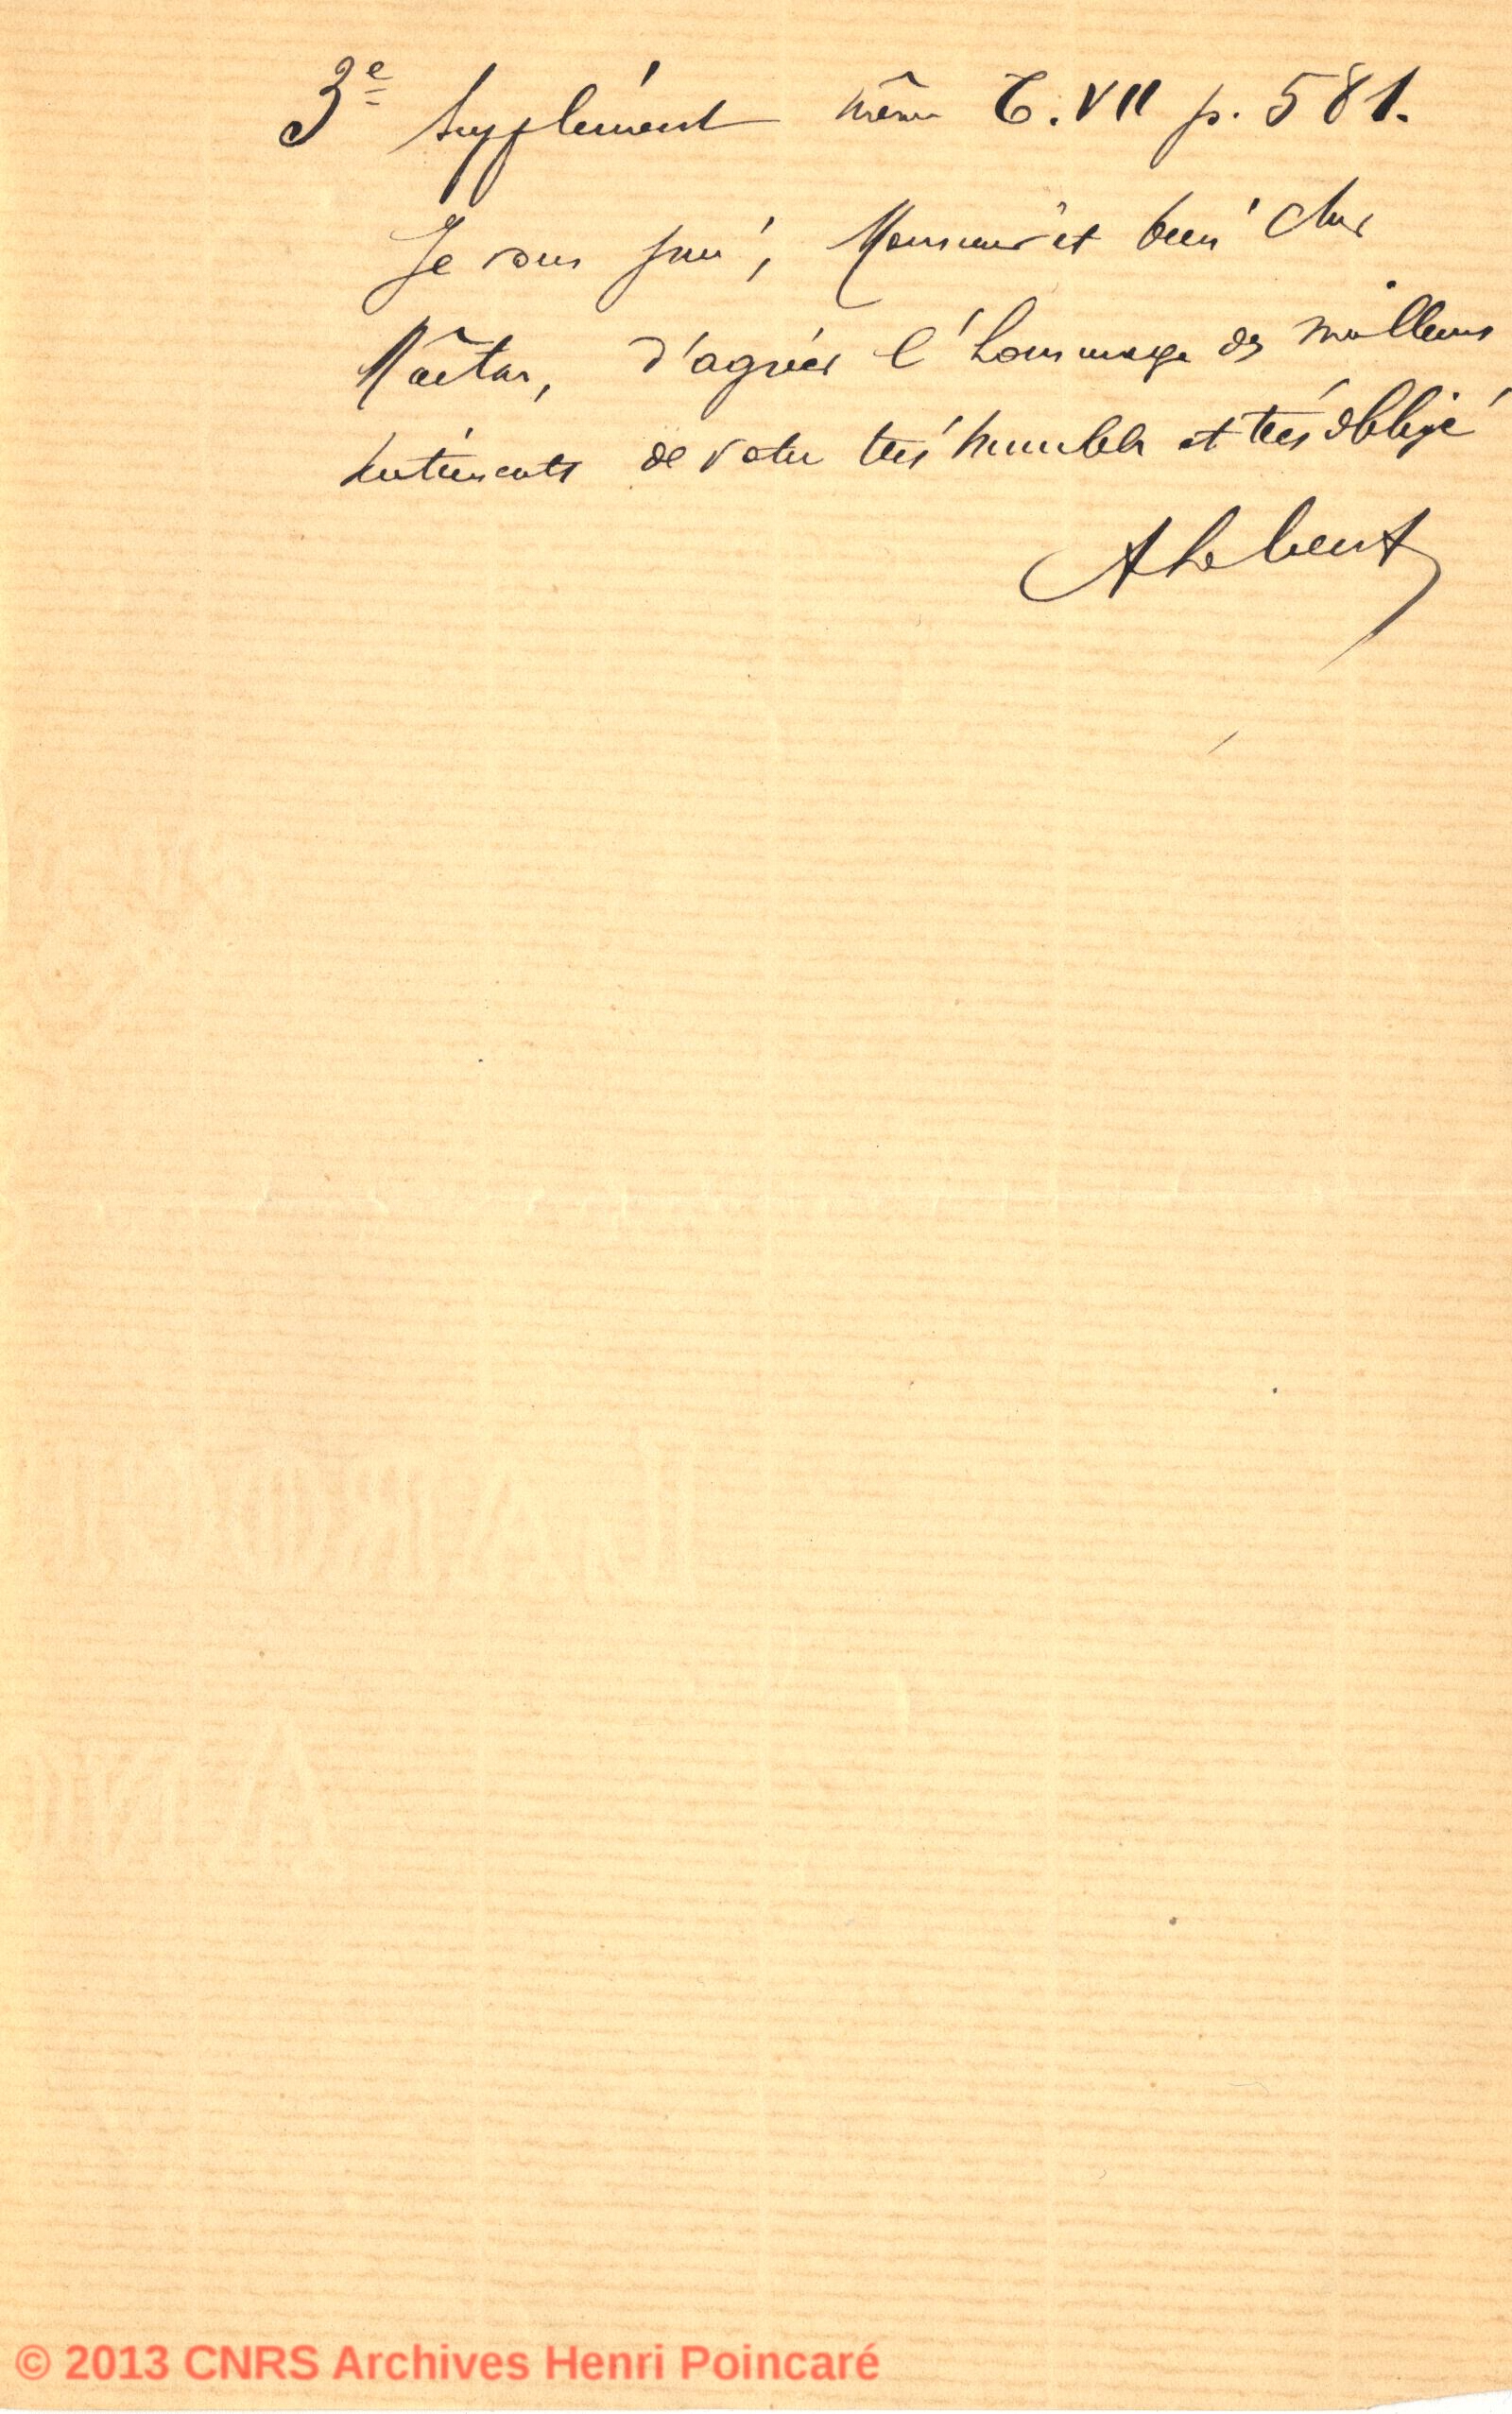 3e Supplément même T. VII p. 581.
Je vous prie, Monsieur et bien cher
Maître, d'agréer l'hommage des meilleurs
sentiments de votre très humble et très obligé
A Lebeuf
© 2013 CNRS Archives Henri Poincaré